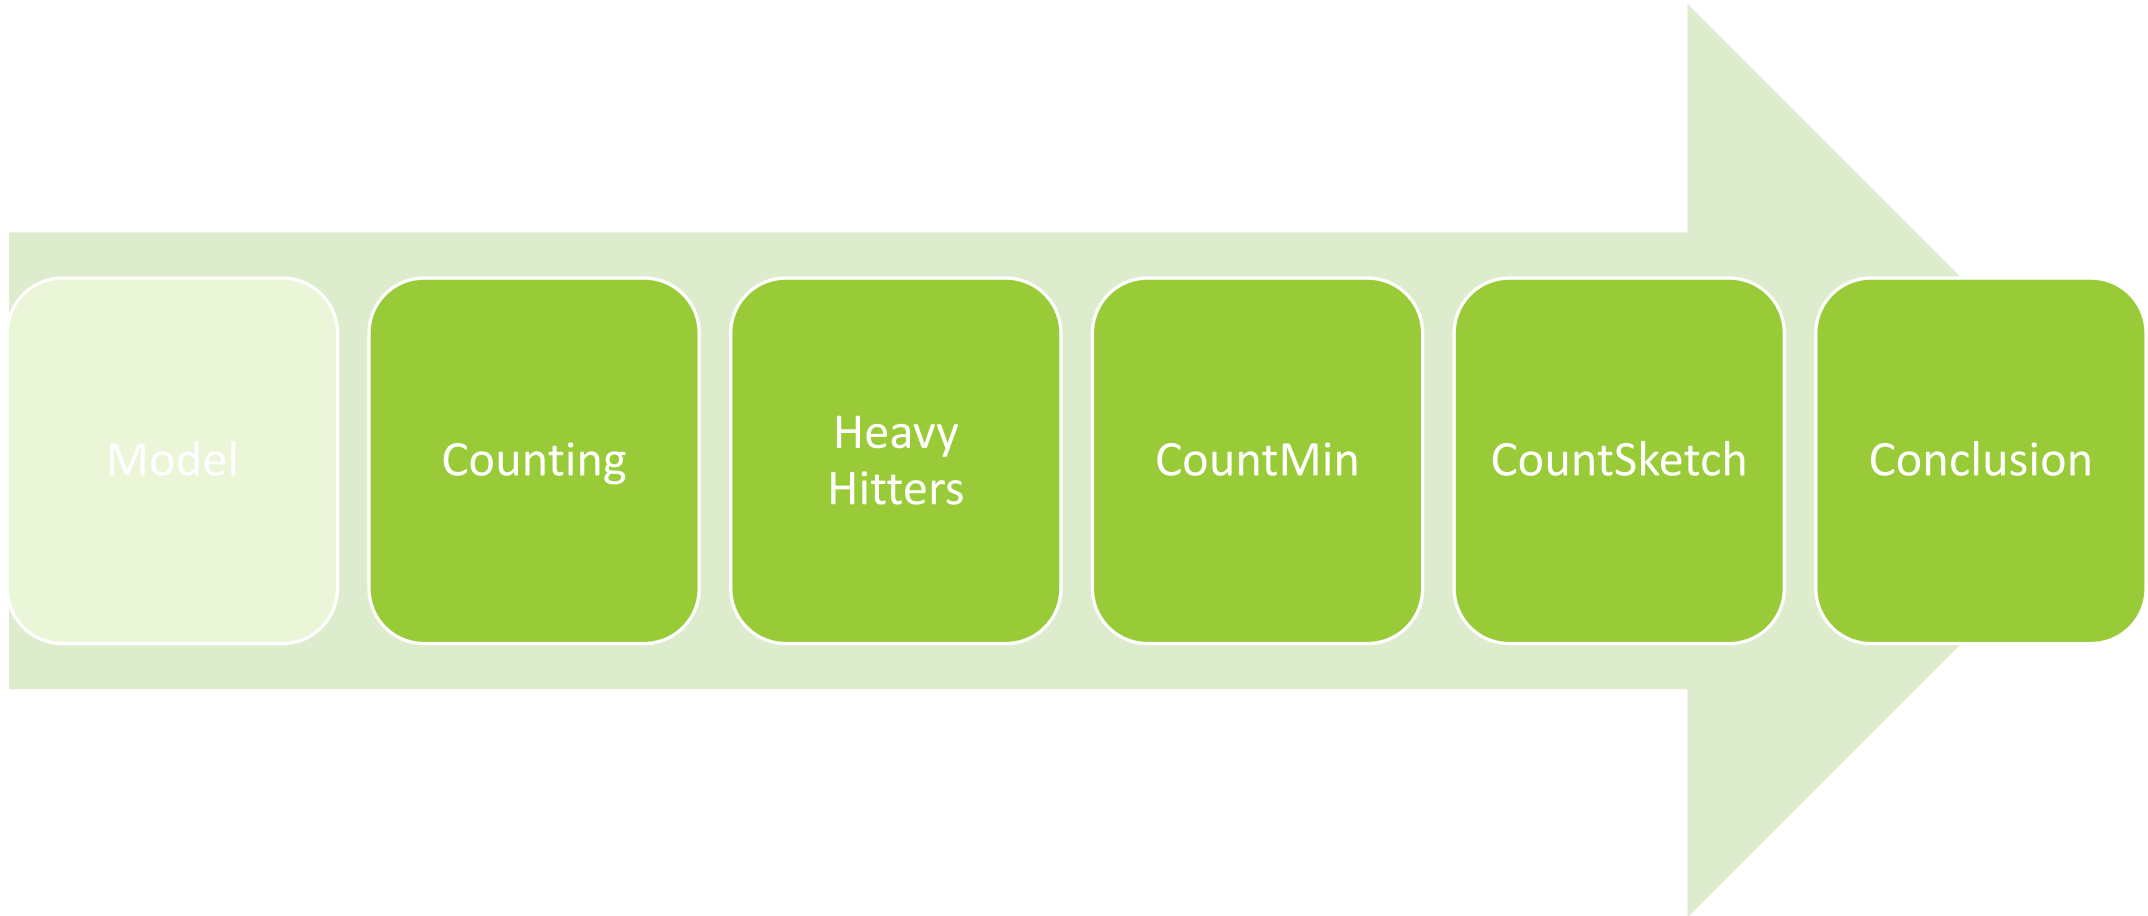 Model
Counting
Heavy
Hitters
CountMin
CountSketch
Conclusion